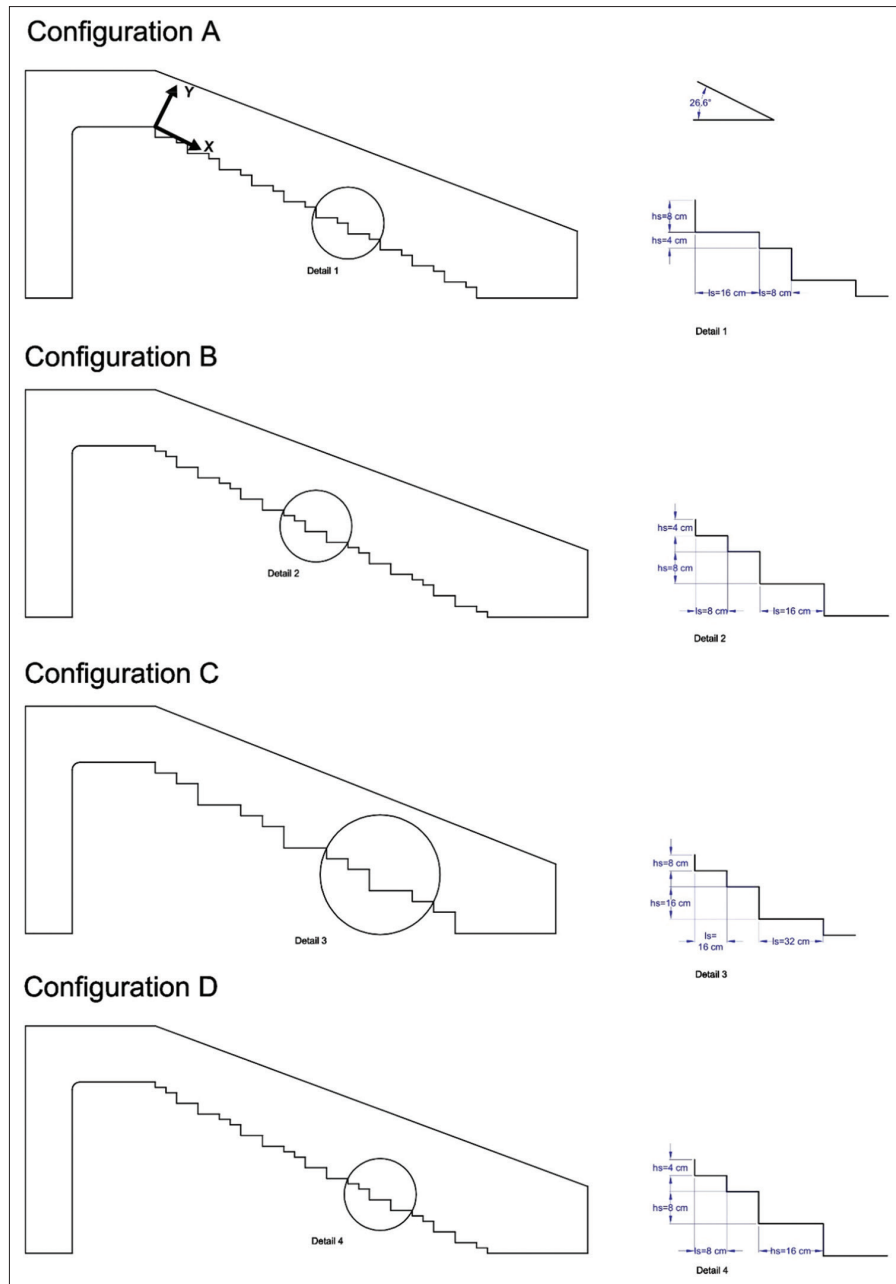 Configuration A
Y
X
Detail 1
26.6°
hs=8 cm
hs=4 cm
ls=16 cm
ls=8 cm
Detail 1
Configuration B
Detail 2
hs=4 cm
hs=8 cm
ls=8 cm
ls=16 cm
Detail 2
Configuration C
Detail 3
hs=8 cm
hs=16 cm
ls=
16 cm
ls=32 cm
Detail 3
Configuration D
Detail 4
hs=4 cm
hs=8 cm
ls=8 cm
hs=16 cm
Detail 4